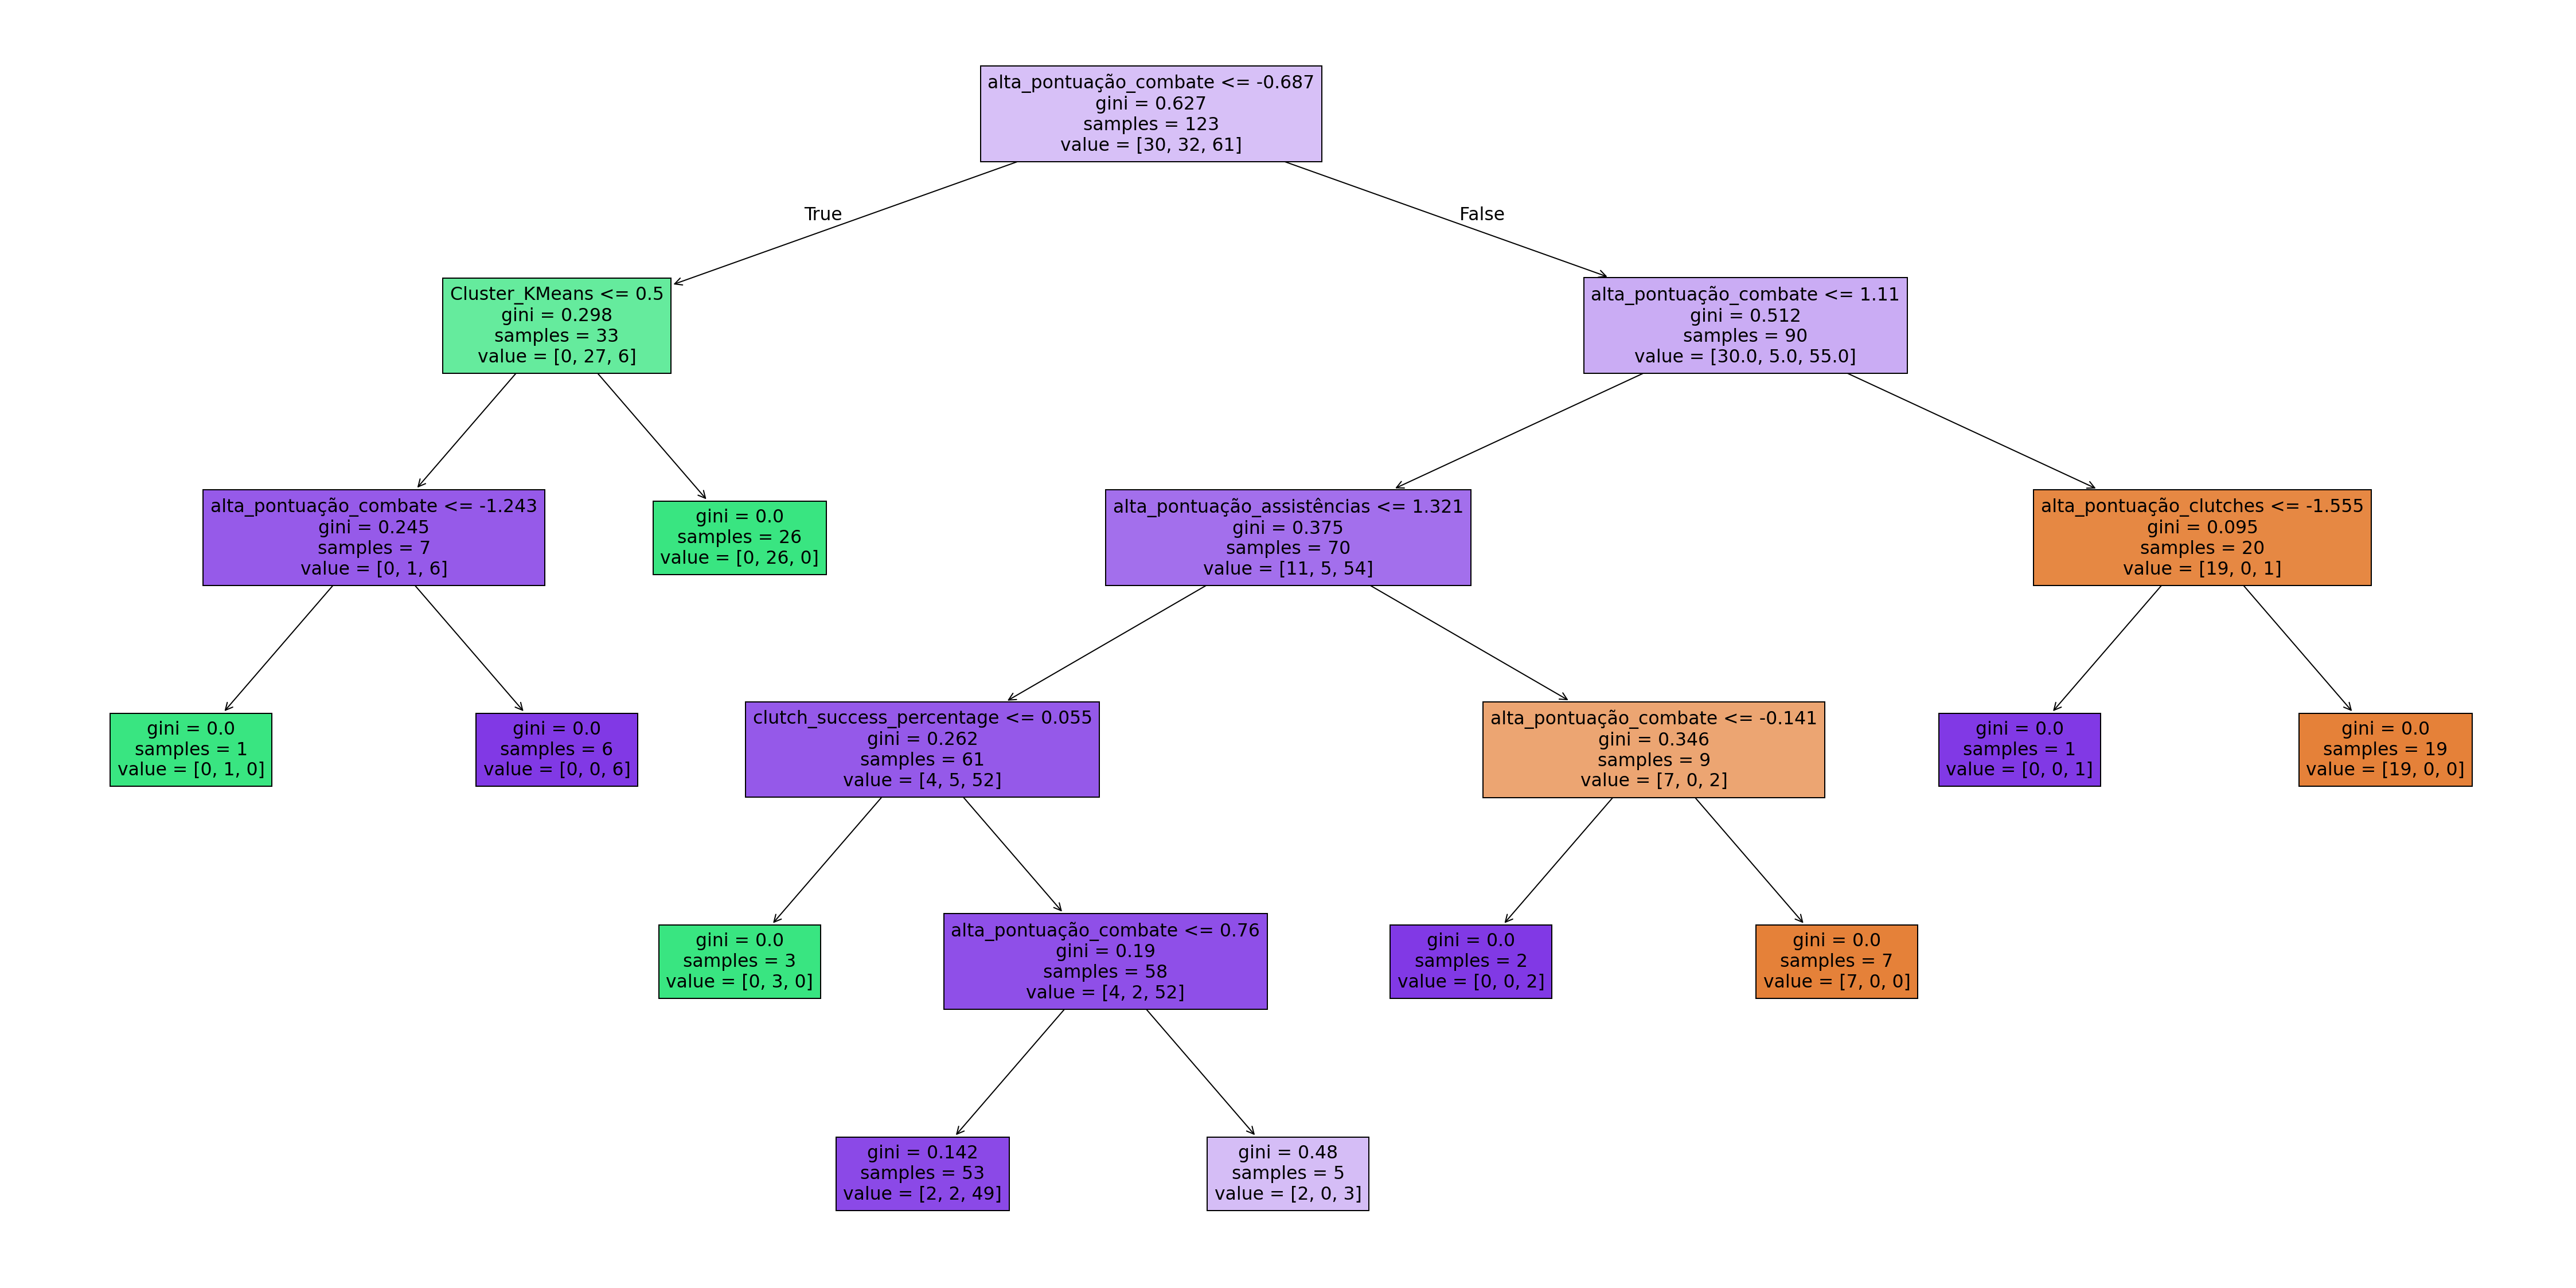 alta_pontuação_combate <= -0.687
gini = 0.627
samples = 123
value = [30, 32, 61]
True
False
Cluster_KMeans <= 0.5
gini = 0.298
samples = 33
value = [0, 27, 6]
alta_pontuação_combate <= 1.11
gini = 0.512
samples = 90
value = [30.0, 5.0, 55.0]
alta_pontuação_combate <= -1.243
gini = 0.245
samples = 7
value = [0, 1, 6]
gini = 0.0
samples = 26
value = [0, 26, 0]
alta_pontuação_assistências <= 1.321
gini = 0.375
samples = 70
value = [11, 5, 54]
alta_pontuação_clutches <= -1.555
gini = 0.095
samples = 20
value = [19, 0, 1]
gini = 0.0
samples = 1
value = [0, 1, 0]
gini = 0.0
samples = 6
value = [0, 0, 6]
clutch_success_percentage <= 0.055
gini = 0.262
samples = 61
value = [4, 5, 52]
alta_pontuação_combate <= -0.141
gini = 0.346
samples = 9
value = [7, 0, 2]
gini = 0.0
samples = 1
value = [0, 0, 1]
gini = 0.0
samples = 19
value = [19, 0, 0]
gini = 0.0
samples = 3
value = [0, 3, 0]
alta_pontuação_combate <= 0.76
gini = 0.19
samples = 58
value = [4, 2, 52]
gini = 0.0
samples = 2
value = [0, 0, 2]
gini = 0.0
samples = 7
value = [7, 0, 0]
gini = 0.142
samples = 53
value = [2, 2, 49]
gini = 0.48
samples = 5
value = [2, 0, 3]